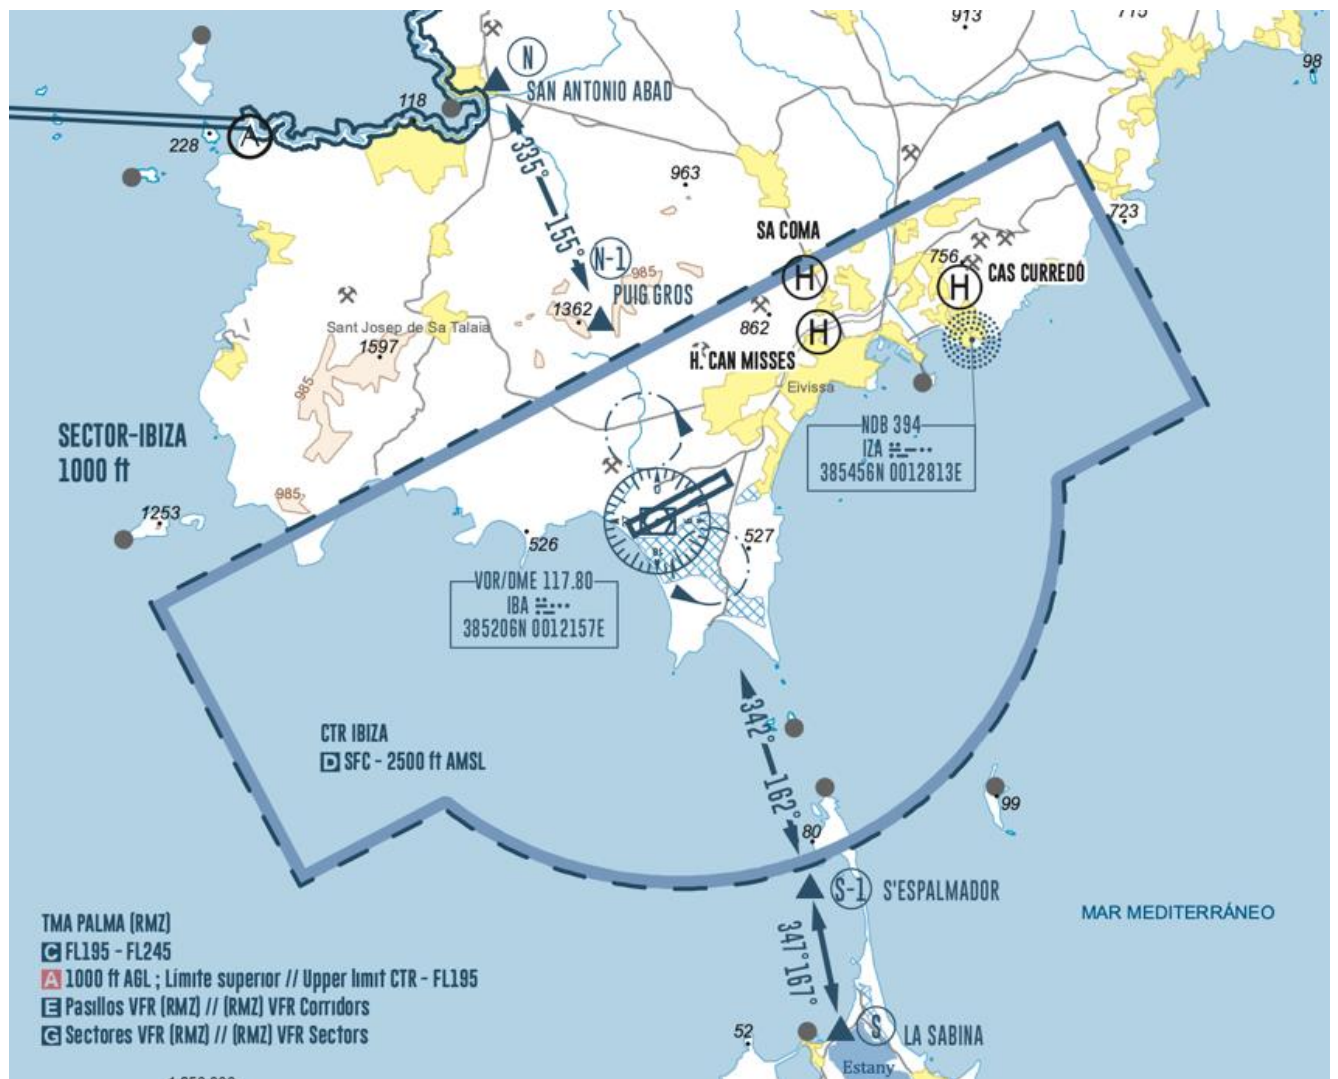 913
715
98
N
SAN ANTONIO ABAD
118
A
228
335°
155°
963
723
SA COMA
N-1
985
756
H
CAS CURREDÓ
H
PUIG GROS
1362
862
H
Sant Josep de Sa Talaia
1597
H. CAN MISSES
985
Eivissa
SECTOR-IBIZA
1000 ft
NDB 394
IZA
385456N 0012813E
985
1253
526
527
VOR/DME 117.80
IBA
385206N 0012157E
342°
162°
CTR IBIZA
D SFC - 2500 ft AMSL
99
80
S-1
S'ESPALMADOR
MAR MEDITERRÁNEO
347°167°
TMA PALMA (RMZ)
C FL195 - FL245
A 1000 ft AGL ; Límite superior // Upper limit CTR - FL195
E Pasillos VFR (RMZ) // (RMZ) VFR Corridors
G Sectores VFR (RMZ) // (RMZ) VFR Sectors
52
S
LA SABINA
Estany